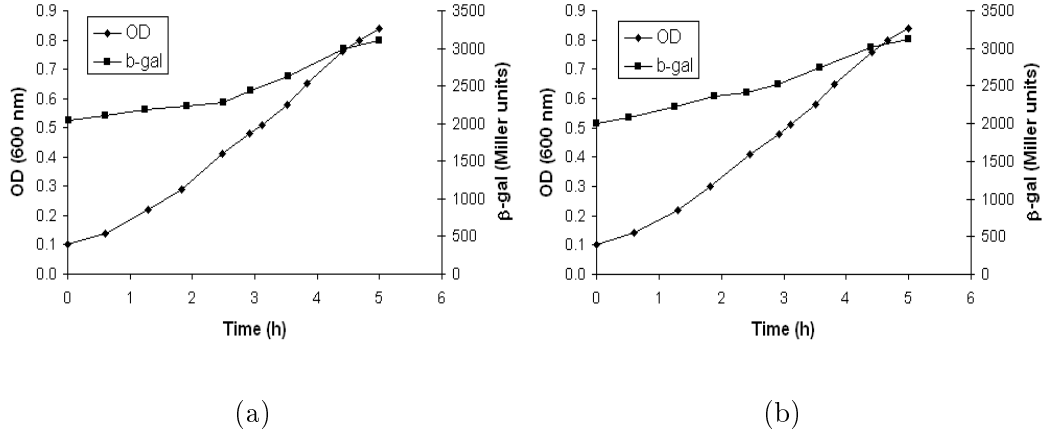 0.9
0.8
0.7
0.6
0.5
0.4
0.3
0.2
0.1
0.0
OD (600 nm)
OD
b-gal
3500
3000
2500
2000
1500
1000
500
0
β-gal (Miller units)
0 1 2 3 4 5 6
Time (h)
(a)
0.9
0.8
0.7
0.6
0.5
0.4
0.3
0.2
0.1
0.0
OD (600 nm)
OD
b-gal
3500
3000
2500
2000
1500
1000
500
0
β-gal (Miller units)
0 1 2 3 4 5 6
Time (h)
(b)